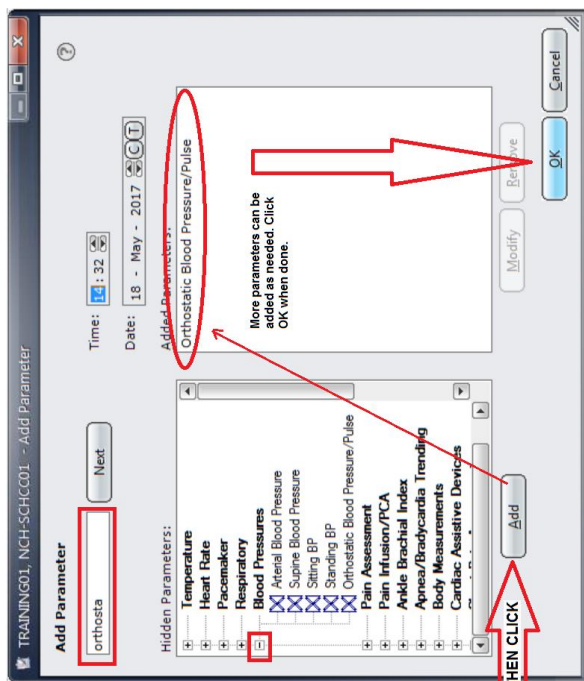 TRAINING01, NCH-SCHCC01 - Add Parameter
Add Parameter
orthosta
Next
Time: 14 : 32
Date: 18 - May - 2017 C T
Hidden Parameters:
Temperature
Heart Rate
Pacemaker
Respiratory
Blood Pressures
Arterial Blood Pressure
Supine Blood Pressure
Sitting BP
Standing BP
Orthostatic Blood Pressure/Pulse
Pain Assessment
Pain Infusion/PCA
Ankle Brachial Index
Apnea/Bradycardia Trending
Body Measurements
Cardiac Assistive Devices
Added Parameters:
Orthostatic Blood Pressure/Pulse
More parameters can be
added as needed. Click
OK when done.
HEN CLICK
Add
Modify
Remove
OK
Cancel